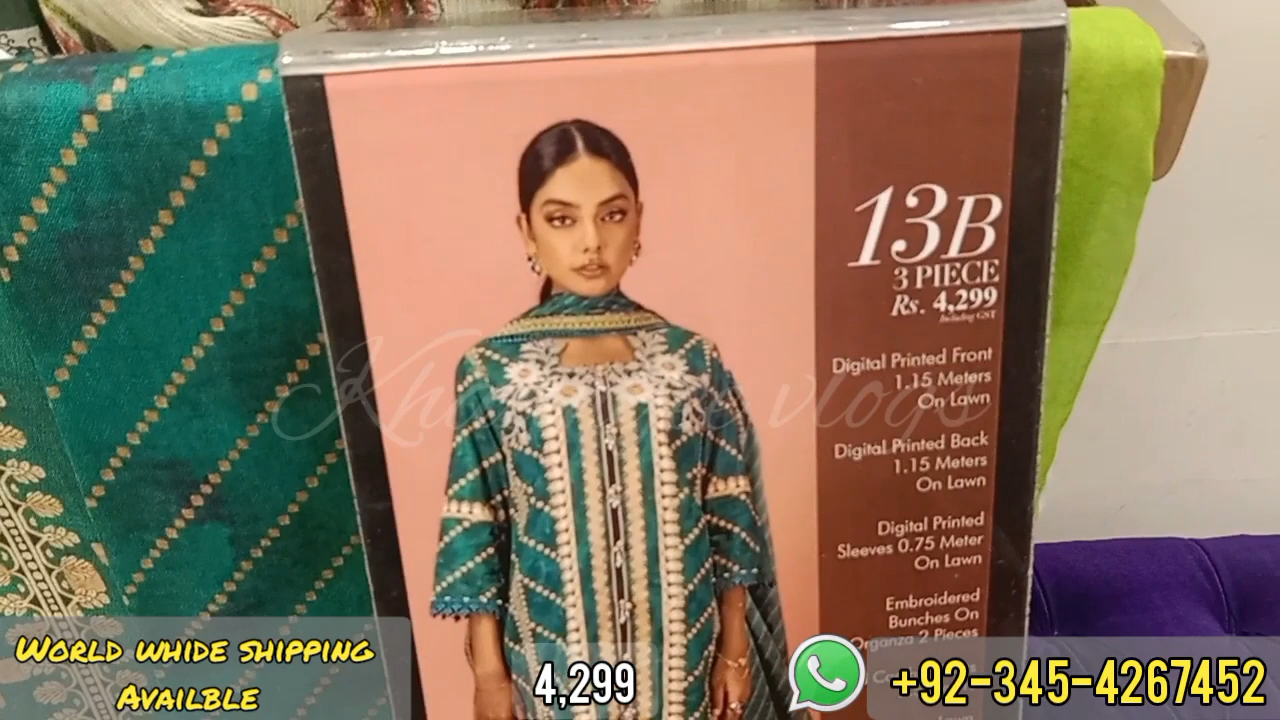 13B
3 PIECE
Rs. 4,299
Including GST
Digital Printed Front
1.15 Meters
On Lawn
Digital Printed Back
1.15 Meters
On Lawn
Digital Printed
Sleeves 0.75 Meter
On Lawn
Embroidered
Bunches On
Organza 2 Pieces
vlogs
WORLD WHIDE SHIPPING
AVAILBLE
4,299
+92-345-4267452